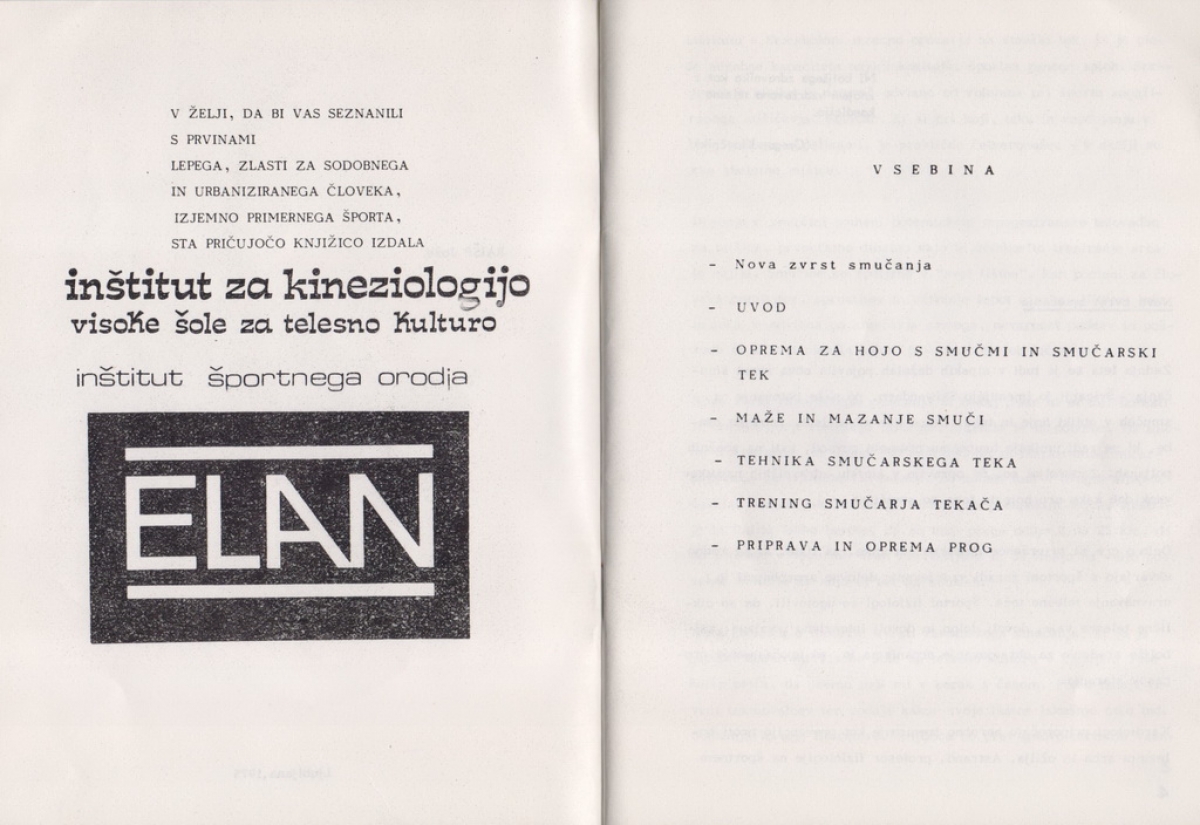 V ŽELJI, DA BI VAS SEZNANILI
S PRVINAMI
LEPEGA, ZLASTI ZA SODOBNEGA
IN URBANIZIRANEGA ČLOVEKA,
IZJEMNO PRIMERNEGA ŠPORTA,
STA PRIČUJOČO KNJIŽICO IZDALA
inštitut za kineziologijo
visoke šole za telesno kulturo
inštitut športnega orodja
ELAN
VSEBINA
- Nova zvrst smučanja
- UVOD
- OPREMA ZA HOJO S SMUČMI IN SMUČARSKI
TEK
- MAŽE IN MAZANJE SMUČI
- TEHNIKA SMUČARSKEGA TEKA
- TRENING SMUČARJA TEKAČA
- PRIPRAVA IN OPREMA PROG